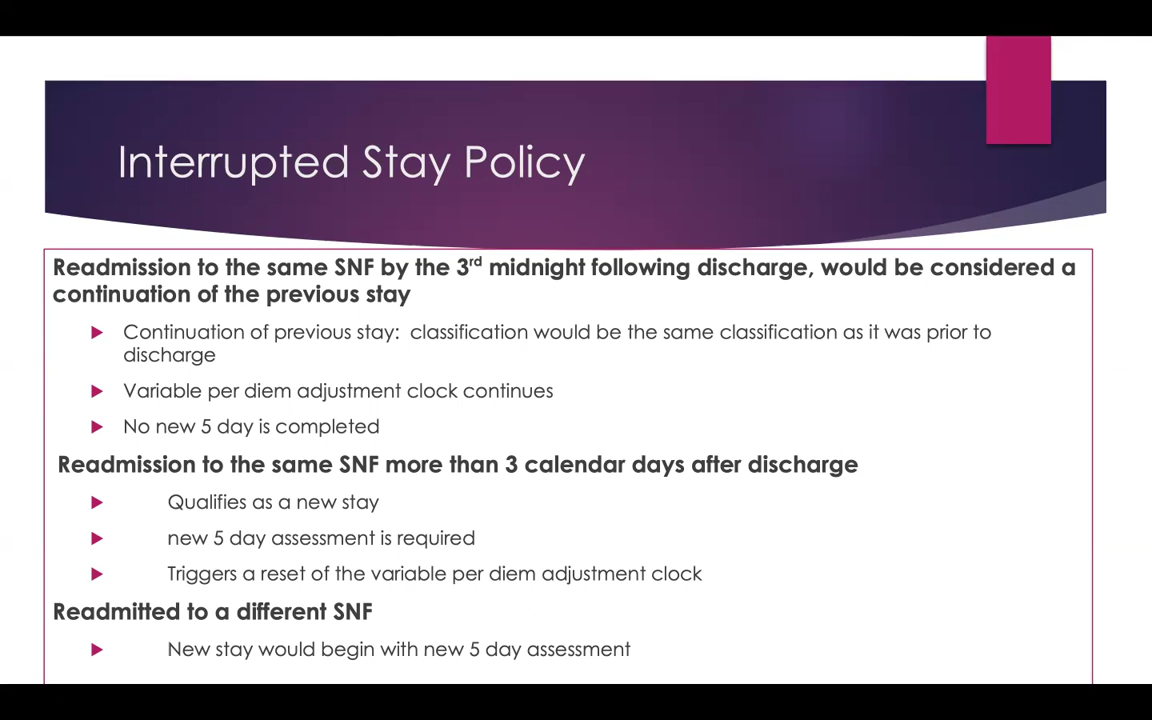 Interrupted Stay Policy
Readmission to the same SNF by the 3rd midnight following discharge, would be considered a
continuation of the previous stay
Continuation of previous stay:  classification would be the same classification as it was prior to
discharge
Variable per diem adjustment clock continues
No new 5 day is completed
Readmission to the same SNF more than 3 calendar days after discharge
Qualifies as a new stay
new 5 day assessment is required
Triggers a reset of the variable per diem adjustment clock
Readmitted to a different SNF
New stay would begin with new 5 day assessment